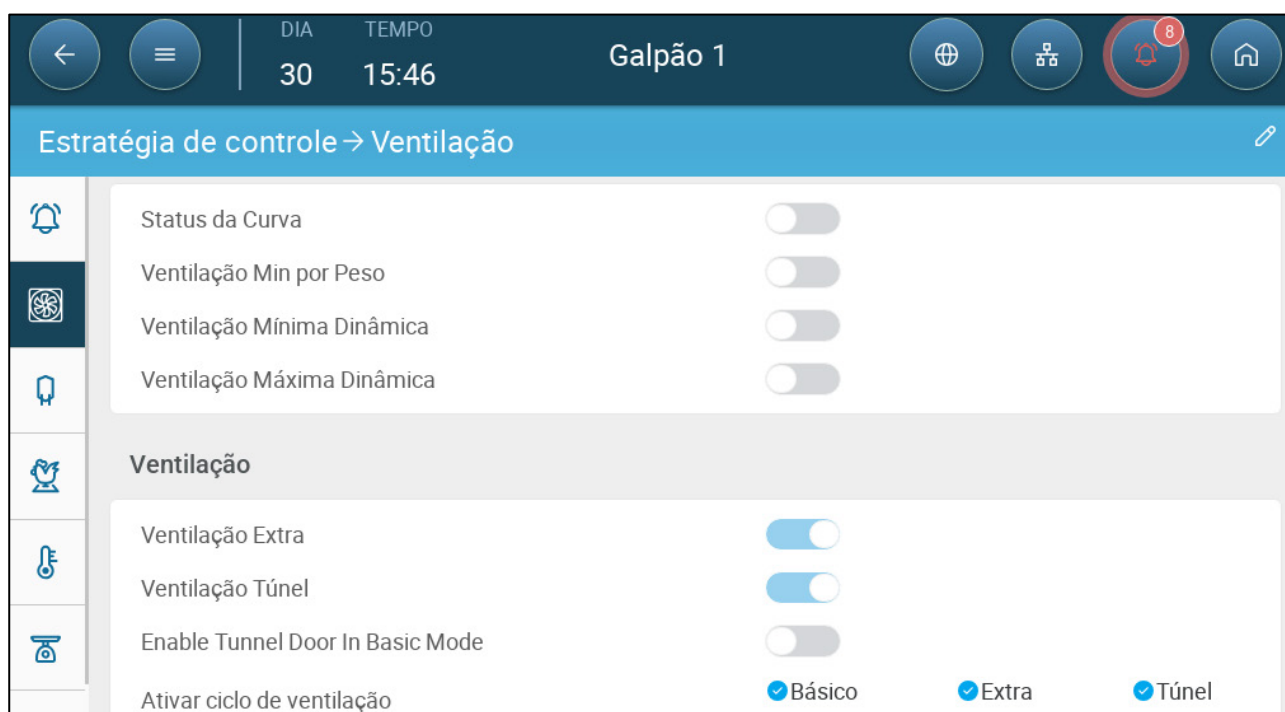 DIA TEMPO
30 15:46
Galpão 1
8
Estratégia de controle → Ventilação
Status da Curva
Ventilação Min por Peso
Ventilação Mínima Dinâmica
Ventilação Máxima Dinâmica
Ventilação
Ventilação Extra
Ventilação Túnel
Enable Tunnel Door In Basic Mode
Ativar ciclo de ventilação Básico Extra Túnel